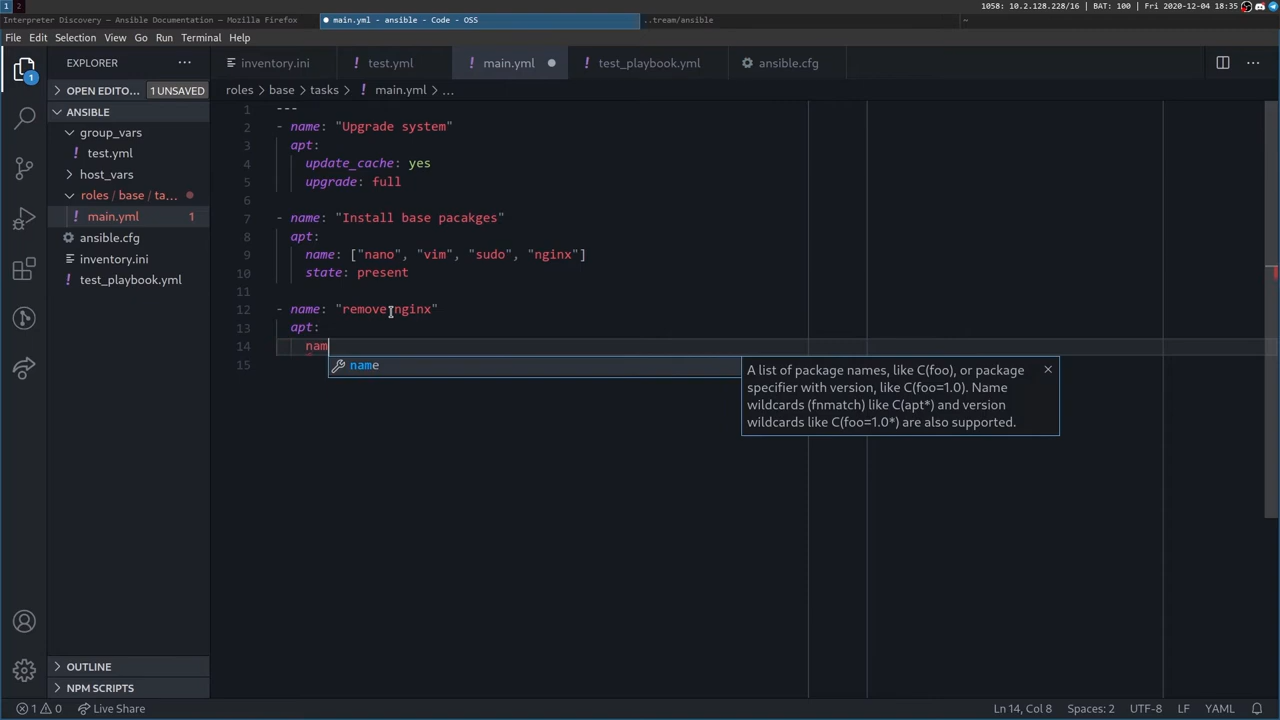 1 2 1058: 10.2.128.228/16 | BAT: 100 | Fri 2020-12-04 18:35
Interpreter Discovery — Ansible Documentation - Mozilla Firefox main.yml - ansible - Code - OSS ..tream/ansible ~
File Edit Selection View Go Run Terminal Help
EXPLORER ... inventory.ini test.yml main.yml test_playbook.yml ansible.cfg ...
1
OPEN EDITO... 1 UNSAVED roles > base > tasks > main.yml > ...
ANSIBLE
group_vars
test.yml
host_vars
roles / base / ta...
main.yml 1
ansible.cfg
inventory.ini
test_playbook.yml
1 ---
2 - name: "Upgrade system"
3 apt:
4 update_cache: yes
5 upgrade: full
6
7 - name: "Install base pacakges"
8 apt:
9 name: ["nano", "vim", "sudo", "nginx"]
10 state: present
11
12 - name: "remove nginx"
13 apt:
14 nam
15
name
A list of package names, like C(foo), or package
specifier with version, like C(foo=1.0). Name
wildcards (fnmatch) like C(apt*) and version
wildcards like C(foo=1.0*) are also supported.
OUTLINE
NPM SCRIPTS
1 0 Live Share Ln 14, Col 8 Spaces: 2 UTF-8 LF YAML